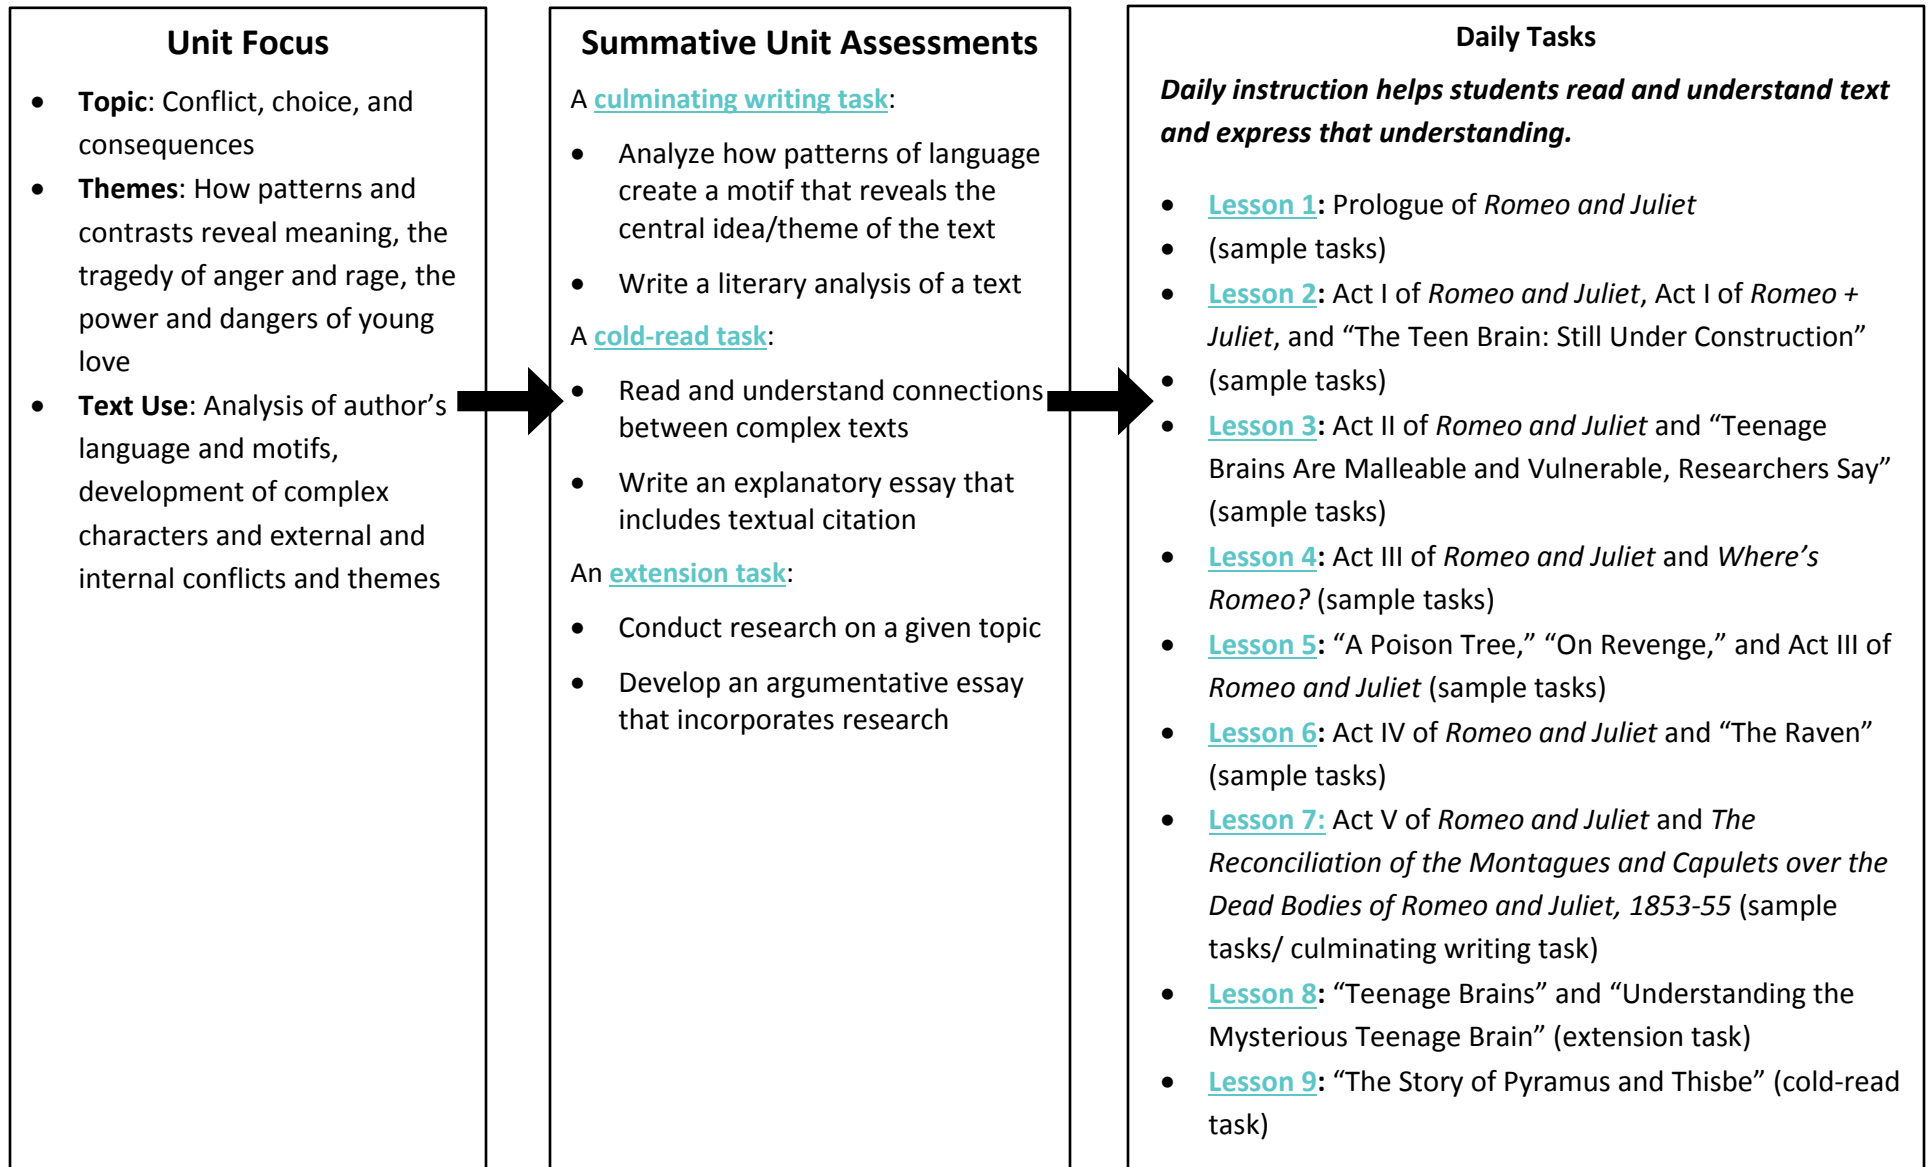 Unit Focus
• Topic: Conflict, choice, and
consequences
• Themes: How patterns and
contrasts reveal meaning, the
tragedy of anger and rage, the
power and dangers of young
love
• Text Use: Analysis of author’s
language and motifs,
development of complex
characters and external and
internal conflicts and themes
Summative Unit Assessments
A culminating writing task:
• Analyze how patterns of language
create a motif that reveals the
central idea/theme of the text
• Write a literary analysis of a text
A cold-read task:
• Read and understand connections
between complex texts
• Write an explanatory essay that
includes textual citation
An extension task:
• Conduct research on a given topic
• Develop an argumentative essay
that incorporates research
Daily Tasks
Daily instruction helps students read and understand text
and express that understanding.
• Lesson 1: Prologue of Romeo and Juliet
• (sample tasks)
• Lesson 2: Act I of Romeo and Juliet, Act I of Romeo +
Juliet, and “The Teen Brain: Still Under Construction”
• (sample tasks)
• Lesson 3: Act II of Romeo and Juliet and “Teenage
Brains Are Malleable and Vulnerable, Researchers Say”
(sample tasks)
• Lesson 4: Act III of Romeo and Juliet and Where’s
Romeo? (sample tasks)
• Lesson 5: “A Poison Tree,” “On Revenge,” and Act III of
Romeo and Juliet (sample tasks)
• Lesson 6: Act IV of Romeo and Juliet and “The Raven”
(sample tasks)
• Lesson 7: Act V of Romeo and Juliet and The
Reconciliation of the Montagues and Capulets over the
Dead Bodies of Romeo and Juliet, 1853-55 (sample
tasks/ culminating writing task)
• Lesson 8: “Teenage Brains” and “Understanding the
Mysterious Teenage Brain” (extension task)
• Lesson 9: “The Story of Pyramus and Thisbe” (cold-read
task)